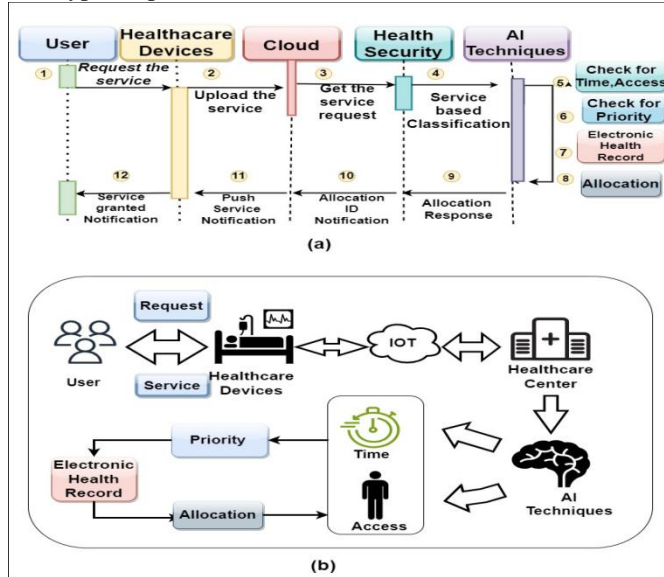 User
Healthacare
Devices
Cloud
Health
Security
AI
Techniques
1
Request the
service
2
Upload the
service
3
Get the
service
request
4
Service
based
Classification
5
Check for
Time,Access
6
Check for
Priority
7
Electronic
Health
Record
8
Allocation
12
Service
granted
Notification
11
Push
Service
Notification
10
Allocation
ID
Notification
9
Allocation
Response
(a)
Request
User
Service
Healthcare
Devices
IOT
Healthcare
Center
Priority
Time
Electronic
Health
Record
Allocation
Access
AI
Techniques
(b)